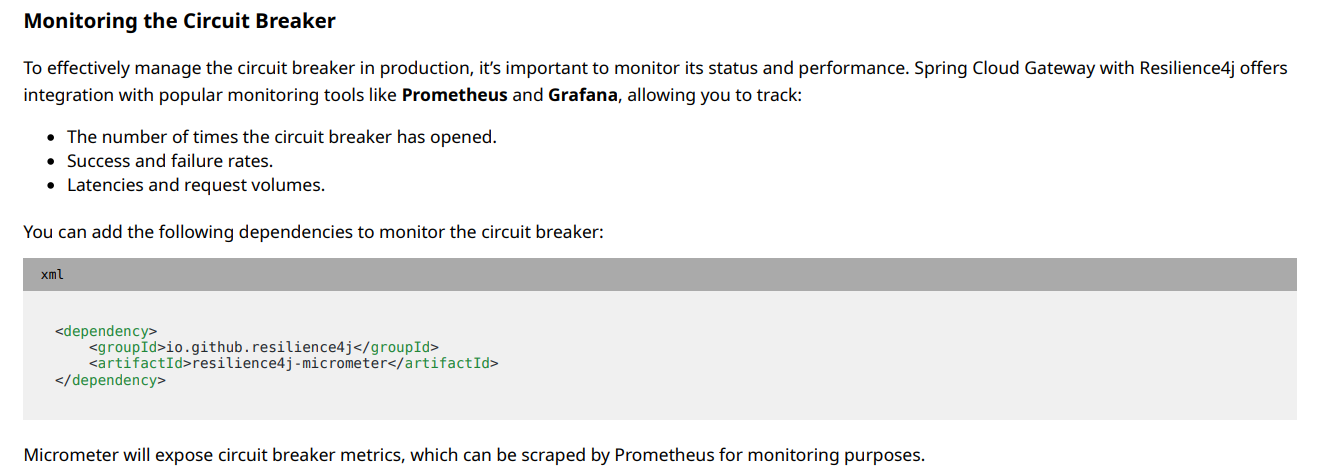 Monitoring the Circuit Breaker
To effectively manage the circuit breaker in production, it’s important to monitor its status and performance. Spring Cloud Gateway with Resilience4j offers
integration with popular monitoring tools like Prometheus and Grafana, allowing you to track:
• The number of times the circuit breaker has opened.
• Success and failure rates.
• Latencies and request volumes.
You can add the following dependencies to monitor the circuit breaker:
xml
<dependency>
    <groupId>io.github.resilience4j</groupId>
    <artifactId>resilience4j-micrometer</artifactId>
</dependency>
Micrometer will expose circuit breaker metrics, which can be scraped by Prometheus for monitoring purposes.